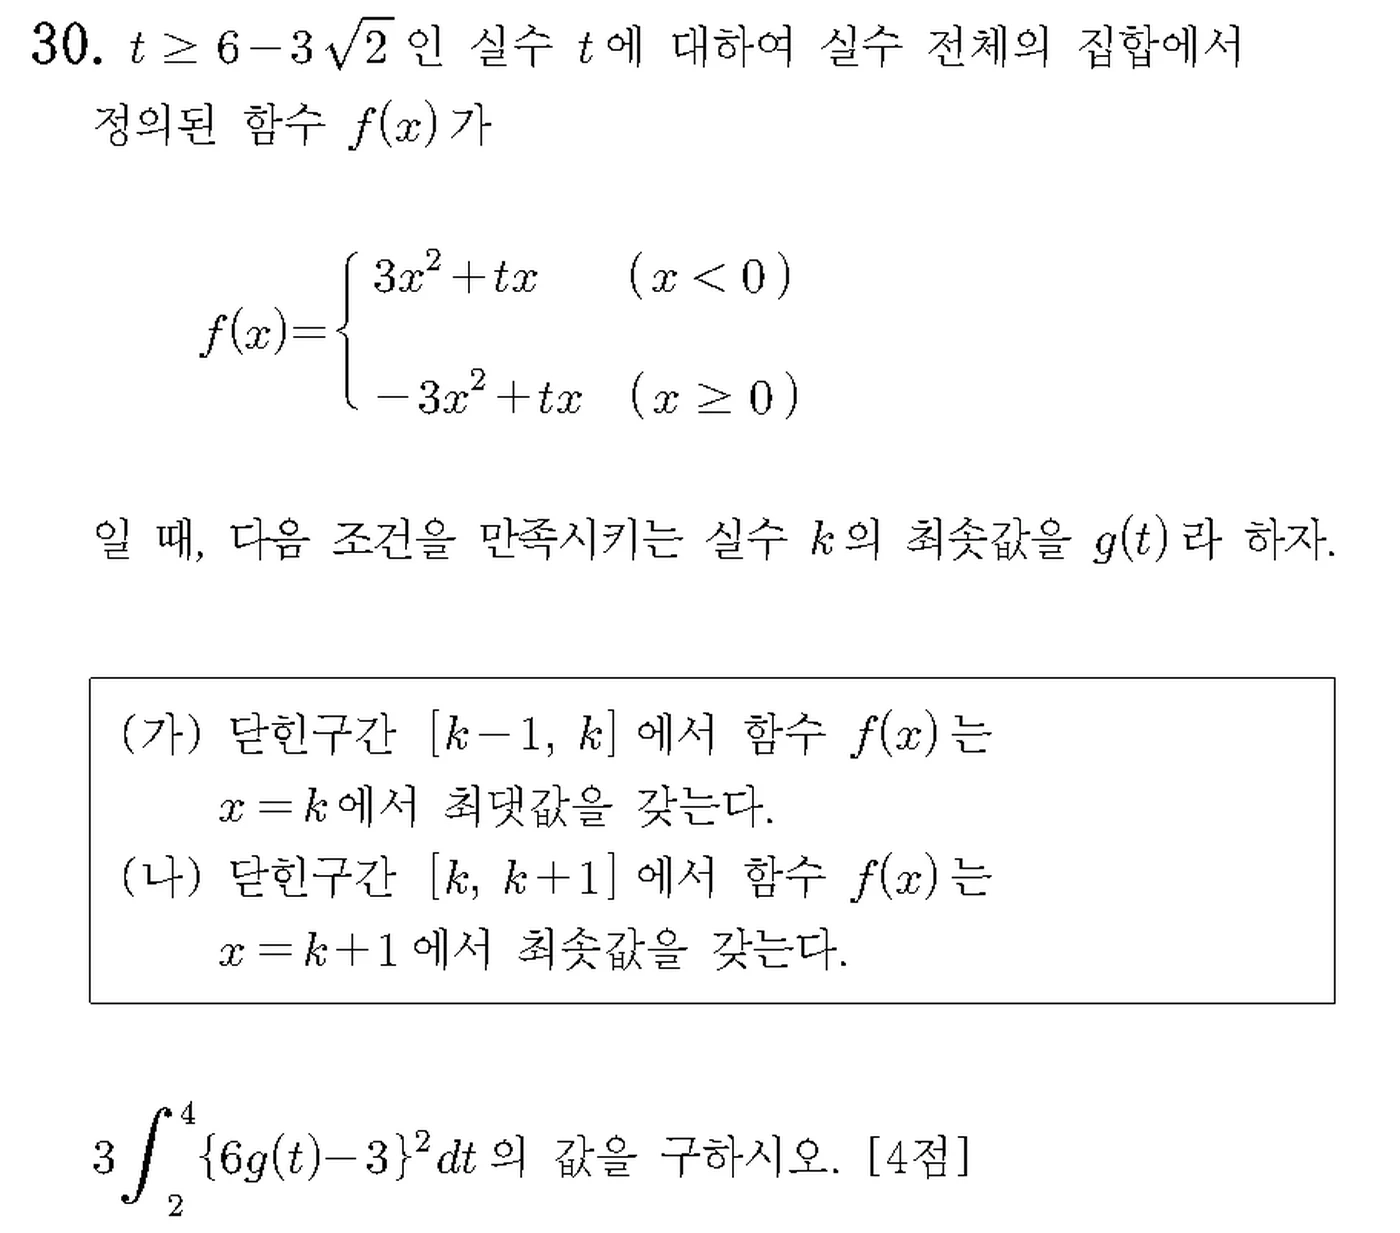 30. t ≥ 6－3√2 인 실수 t에 대하여 실수 전체의 집합에서
정의된 함수 f(x)가
f(x)={ 3x²+tx (x < 0)
－3x²+tx (x ≥ 0)
일 때, 다음 조건을 만족시키는 실수 k의 최솟값을 g(t)라 하자.
(가) 닫힌구간 [k－1, k]에서 함수 f(x)는
x=k에서 최댓값을 갖는다.
(나) 닫힌구간 [k, k+1]에서 함수 f(x)는
x=k+1에서 최솟값을 갖는다.
3∫₂⁴{6g(t)－3}²dt의 값을 구하시오. [4점]